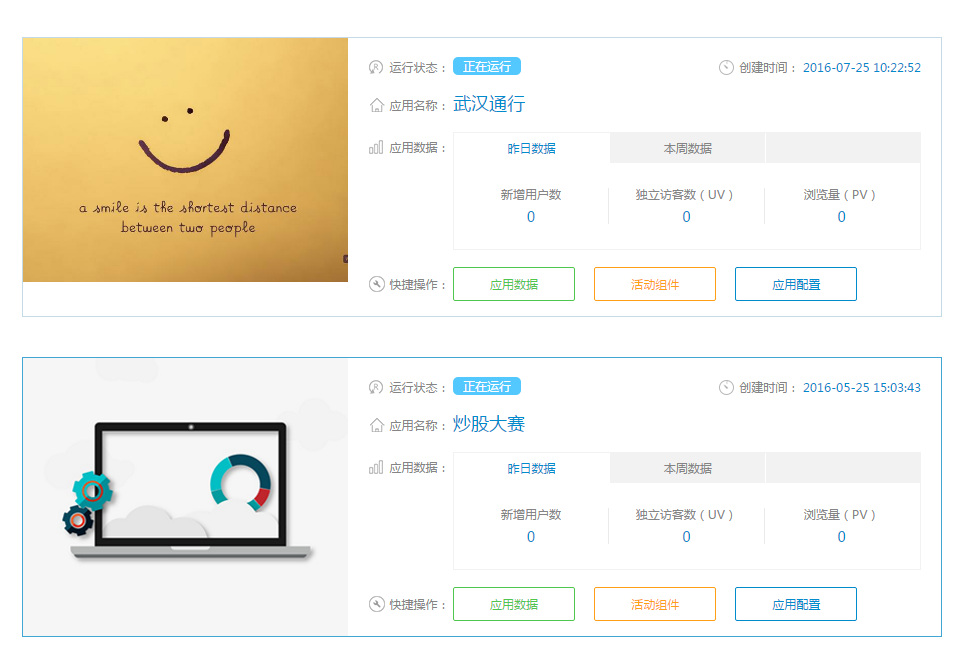 a smile is the shortest distance
between two people
运行状态： 正在运行 创建时间： 2016-07-25 10:22:52
应用名称： 武汉通行
应用数据： 昨日数据 本周数据
新增用户数 独立访客数（UV） 浏览量（PV）
0 0 0
快捷操作： 应用数据 活动组件 应用配置
运行状态： 正在运行 创建时间： 2016-05-25 15:03:43
应用名称： 炒股大赛
应用数据： 昨日数据 本周数据
新增用户数 独立访客数（UV） 浏览量（PV）
0 0 0
快捷操作： 应用数据 活动组件 应用配置